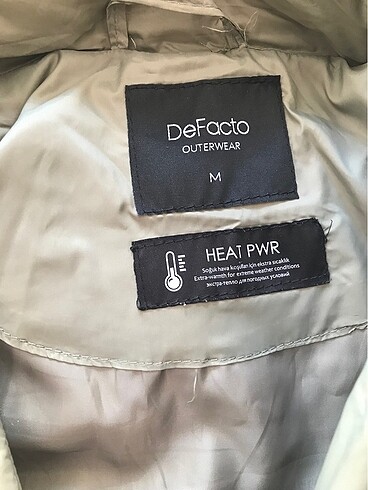 DeFacto
OUTERWEAR
M
HEAT PWR
Soğuk hava koşulları için ekstra sıcaklık
Extra-warmth for extreme weather conditions
экстра-тепло для погодных условий